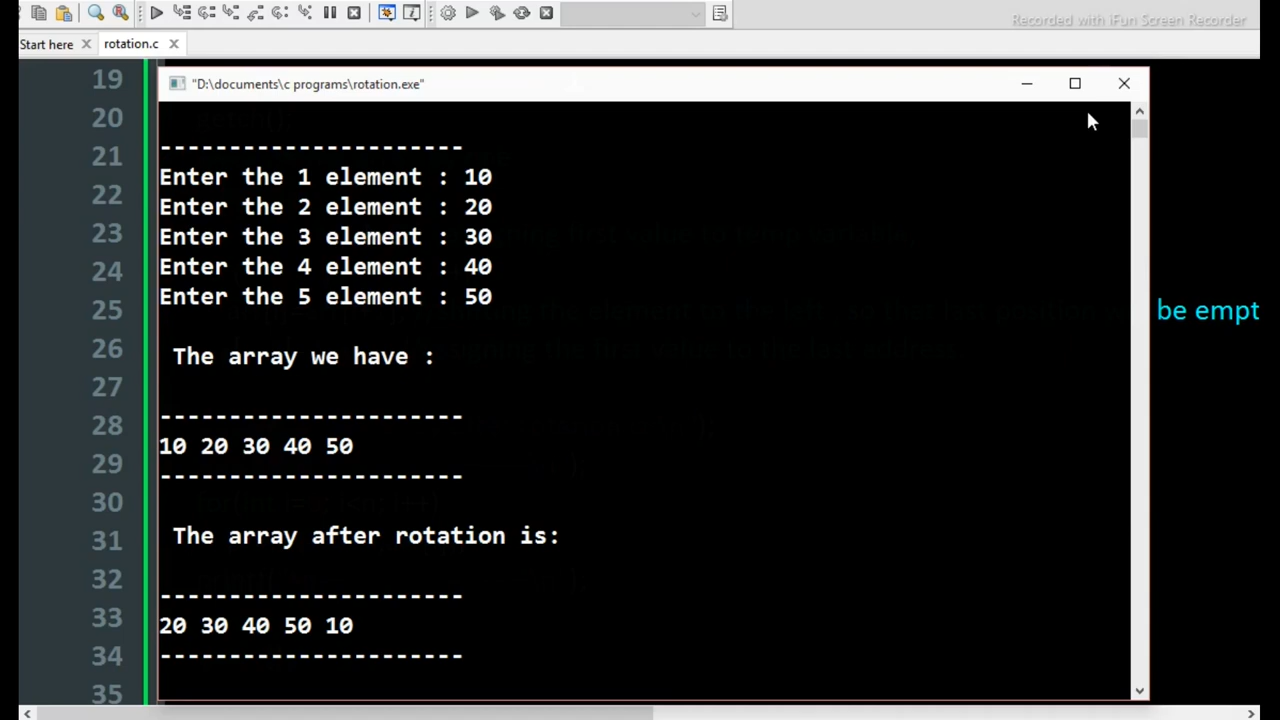 Recorded with iFun Screen Recorder
Start here
rotation.c
19
"D:\documents\c programs\rotation.exe"
20
21
----------------------
22
Enter the 1 element : 10
Enter the 2 element : 20
23
Enter the 3 element : 30
24
Enter the 4 element : 40
25
Enter the 5 element : 50
be empt
26
The array we have :
27
28
----------------------
10 20 30 40 50
29
----------------------
30
31
The array after rotation is:
32
----------------------
33
20 30 40 50 10
34
----------------------
35